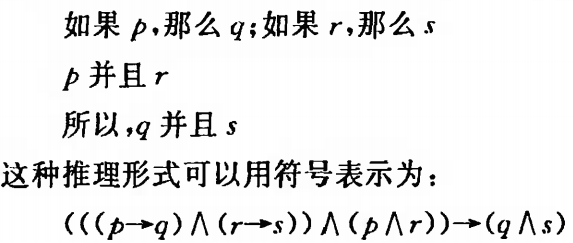 如果 p,那么 q;如果 r,那么 s
p 并且 r
所以,q 并且 s
这种推理形式可以用符号表示为:
(((p→q)∧(r→s))∧(p∧r))→(q∧s)